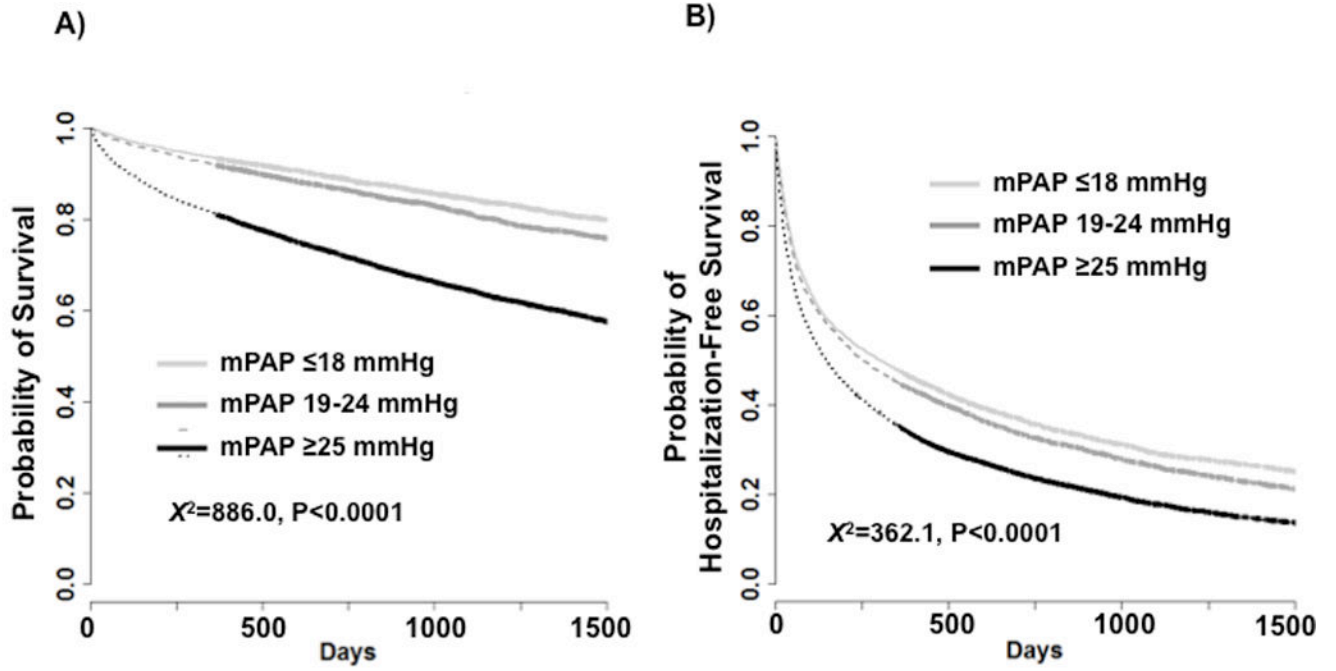 A)
Probability of Survival
1.0
0.8
0.6
0.4
0.2
0.0
mPAP ≤18 mmHg
mPAP 19-24 mmHg
mPAP ≥25 mmHg
X²=886.0, P<0.0001
0 500 1000 1500
Days
B)
Probability of
Hospitalization-Free Survival
1.0
0.8
0.6
0.4
0.2
0.0
mPAP ≤18 mmHg
mPAP 19-24 mmHg
mPAP ≥25 mmHg
X²=362.1, P<0.0001
0 500 1000 1500
Days